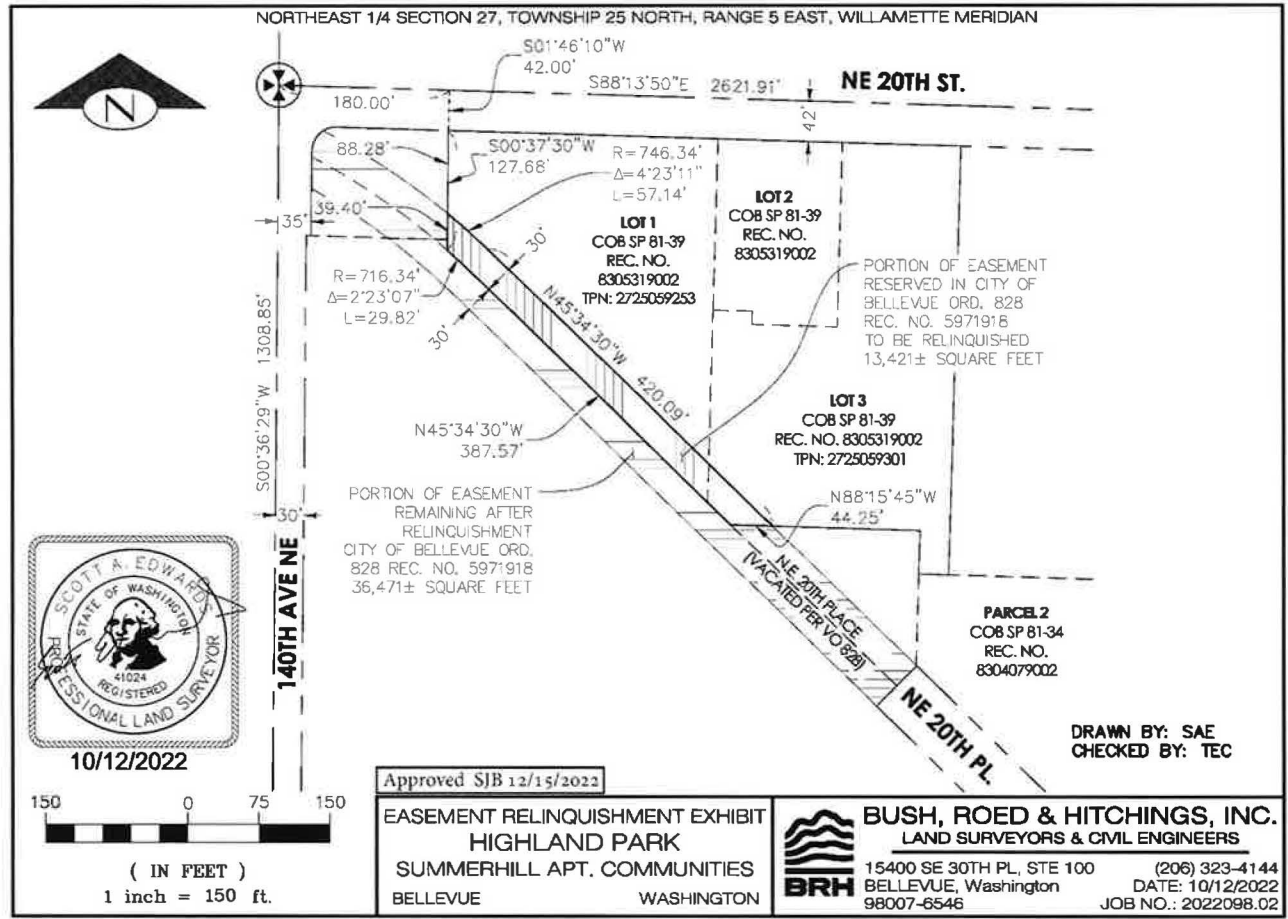 NORTHEAST 1/4 SECTION 27, TOWNSHIP 25 NORTH, RANGE 5 EAST, WILLAMETTE MERIDIAN
N
S01°46'10"W
42.00'
S88°13'50"E 2621.91'
NE 20TH ST.
180.00'
42'
88.28'
S00°37'30"W
127.68'
R=746.34'
Δ=4°23'11"
L=57.14'
35'
39.40'
LOT 1
COB SP 81-39
REC. NO.
8305319002
TPN: 2725059253
LOT 2
COB SP 81-39
REC. NO.
8305319002
30'
R=716.34'
Δ=2°23'07"
L=29.82'
30'
N45°34'30"W
420.09'
PORTION OF EASEMENT
RESERVED IN CITY OF
BELLEVUE ORD. 828
REC. NO. 5971918
TO BE RELINQUISHED
13,421± SQUARE FEET
S00°36'29"W 1308.85'
N45°34'30"W
387.57'
LOT 3
COB SP 81-39
REC. NO. 8305319002
TPN: 2725059301
PORTION OF EASEMENT
REMAINING AFTER
RELINQUISHMENT
CITY OF BELLEVUE ORD.
828 REC. NO. 5971918
36,471± SQUARE FEET
N88°15'45"W
44.25'
30'
140TH AVE NE
N.E. 20TH PLACE
(VACATED PER VO 828)
PARCEL 2
COB SP 81-34
REC. NO.
8304079002
NE 20TH PL.
SCOTT A. EDWARDS
STATE OF WASHINGTON
41024
REGISTERED
PROFESSIONAL LAND SURVEYOR
10/12/2022
DRAWN BY: SAE
CHECKED BY: TEC
150 0 75 150
( IN FEET )
1 inch = 150 ft.
Approved SJB 12/15/2022
EASEMENT RELINQUISHMENT EXHIBIT
HIGHLAND PARK
SUMMERHILL APT. COMMUNITIES
BELLEVUE WASHINGTON
BRH
BUSH, ROED & HITCHINGS, INC.
LAND SURVEYORS & CIVIL ENGINEERS
15400 SE 30TH PL, STE 100 (206) 323-4144
BELLEVUE, Washington DATE: 10/12/2022
98007-6546 JOB NO.: 2022098.02